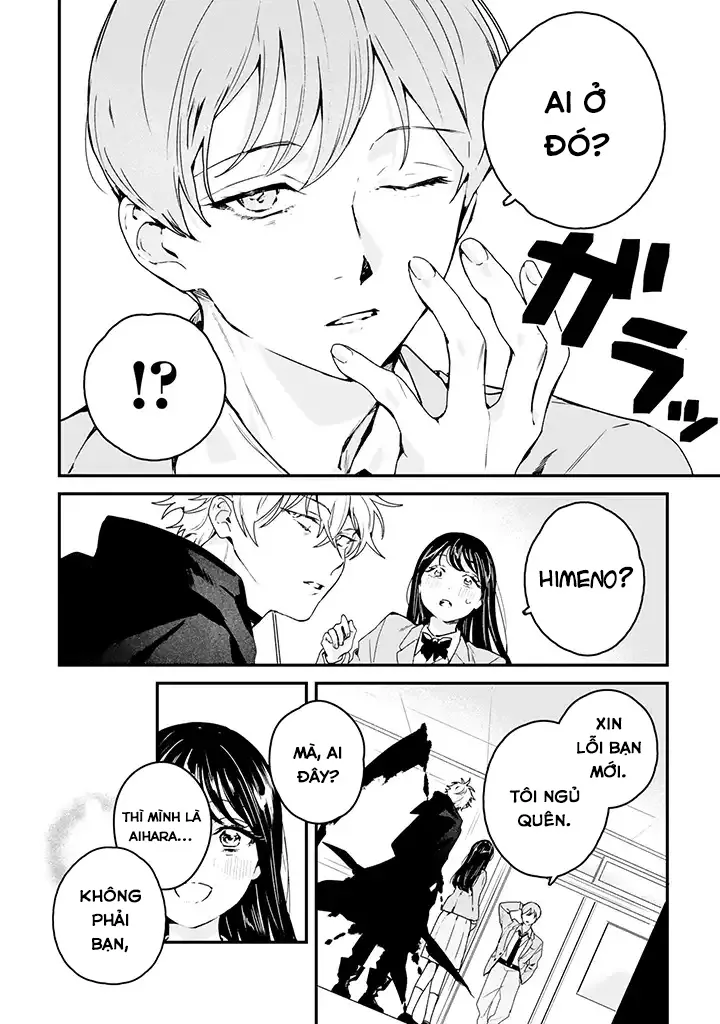 AI Ở
ĐÓ?
ガラッ
!?
HIMENO?
XIN
LỖI BẠN
MỚI.
TÔI NGỦ
QUÊN.
MÀ, AI
ĐÂY?
THÌ MÌNH LÀ
AIHARA...
KHÔNG
PHẢI
BẠN,